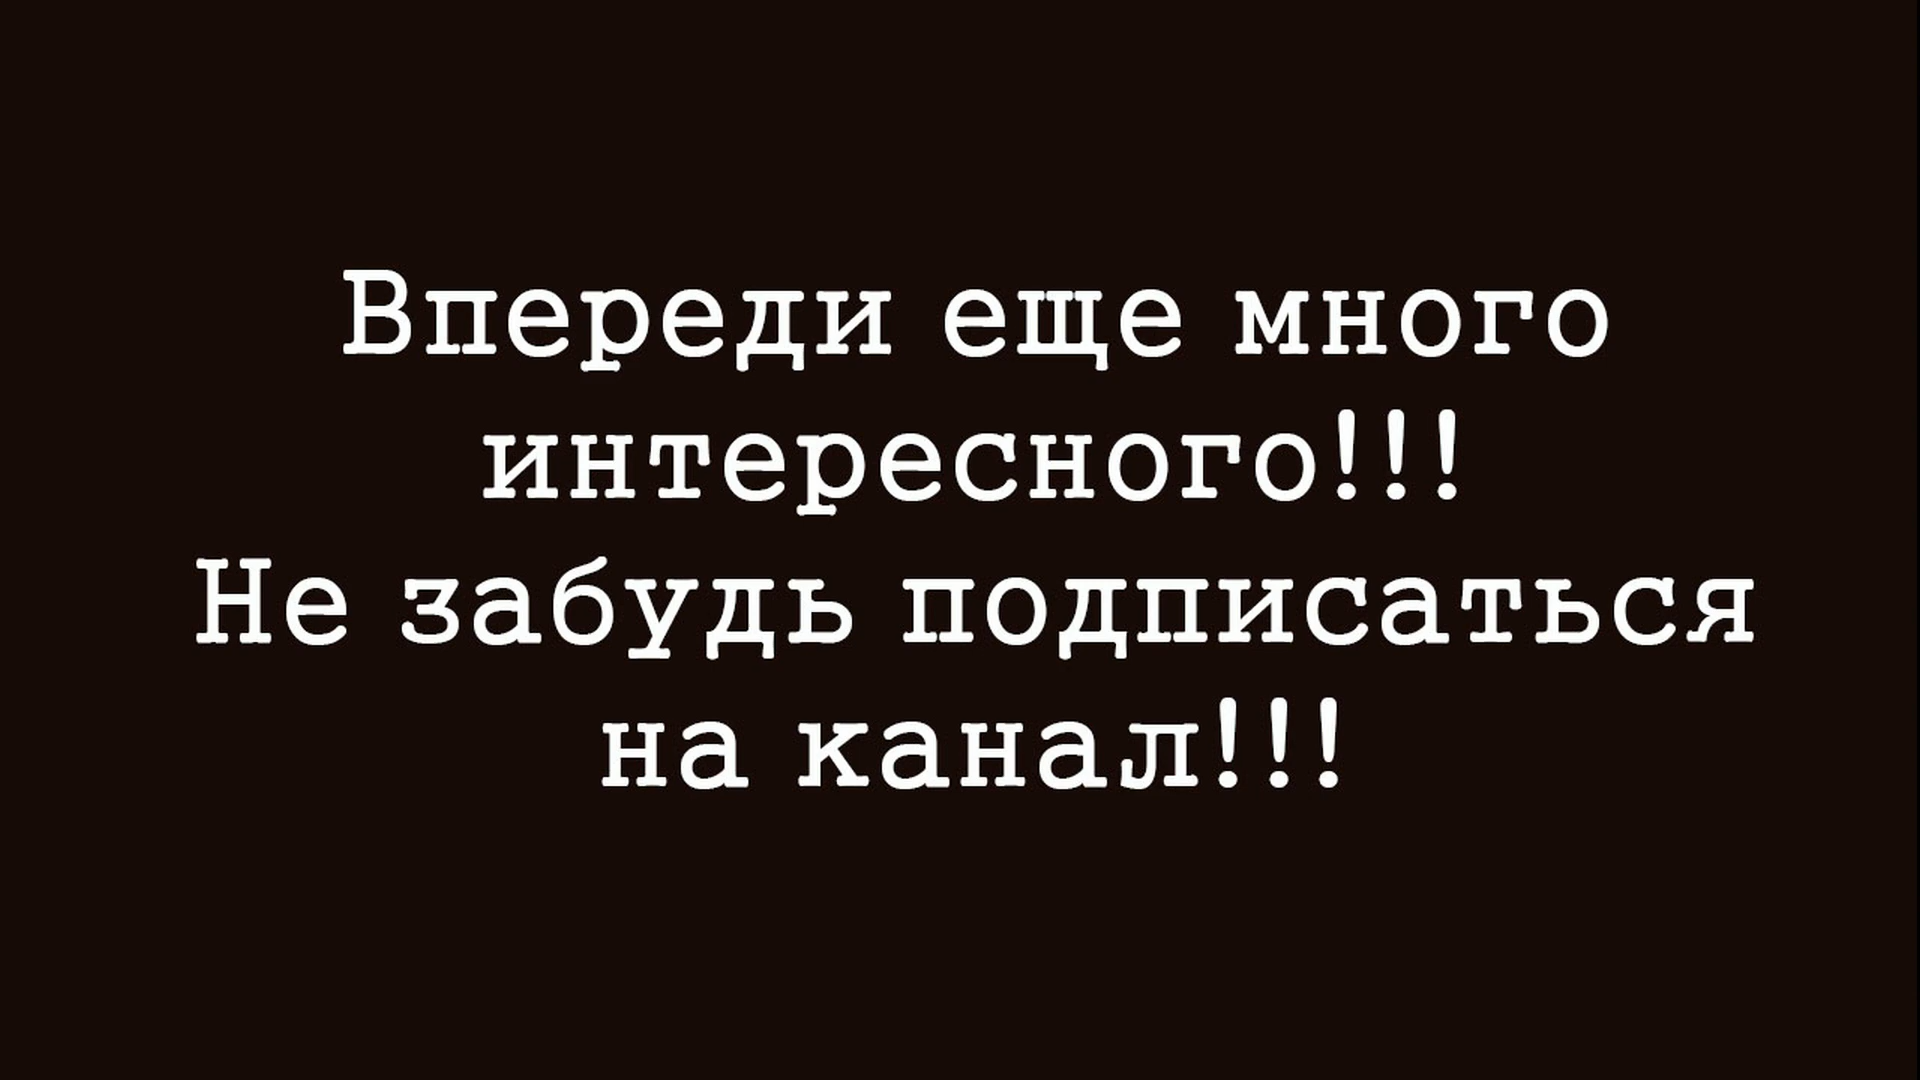 Впереди еще много
интересного!!!
Не забудь подписаться
на канал!!!